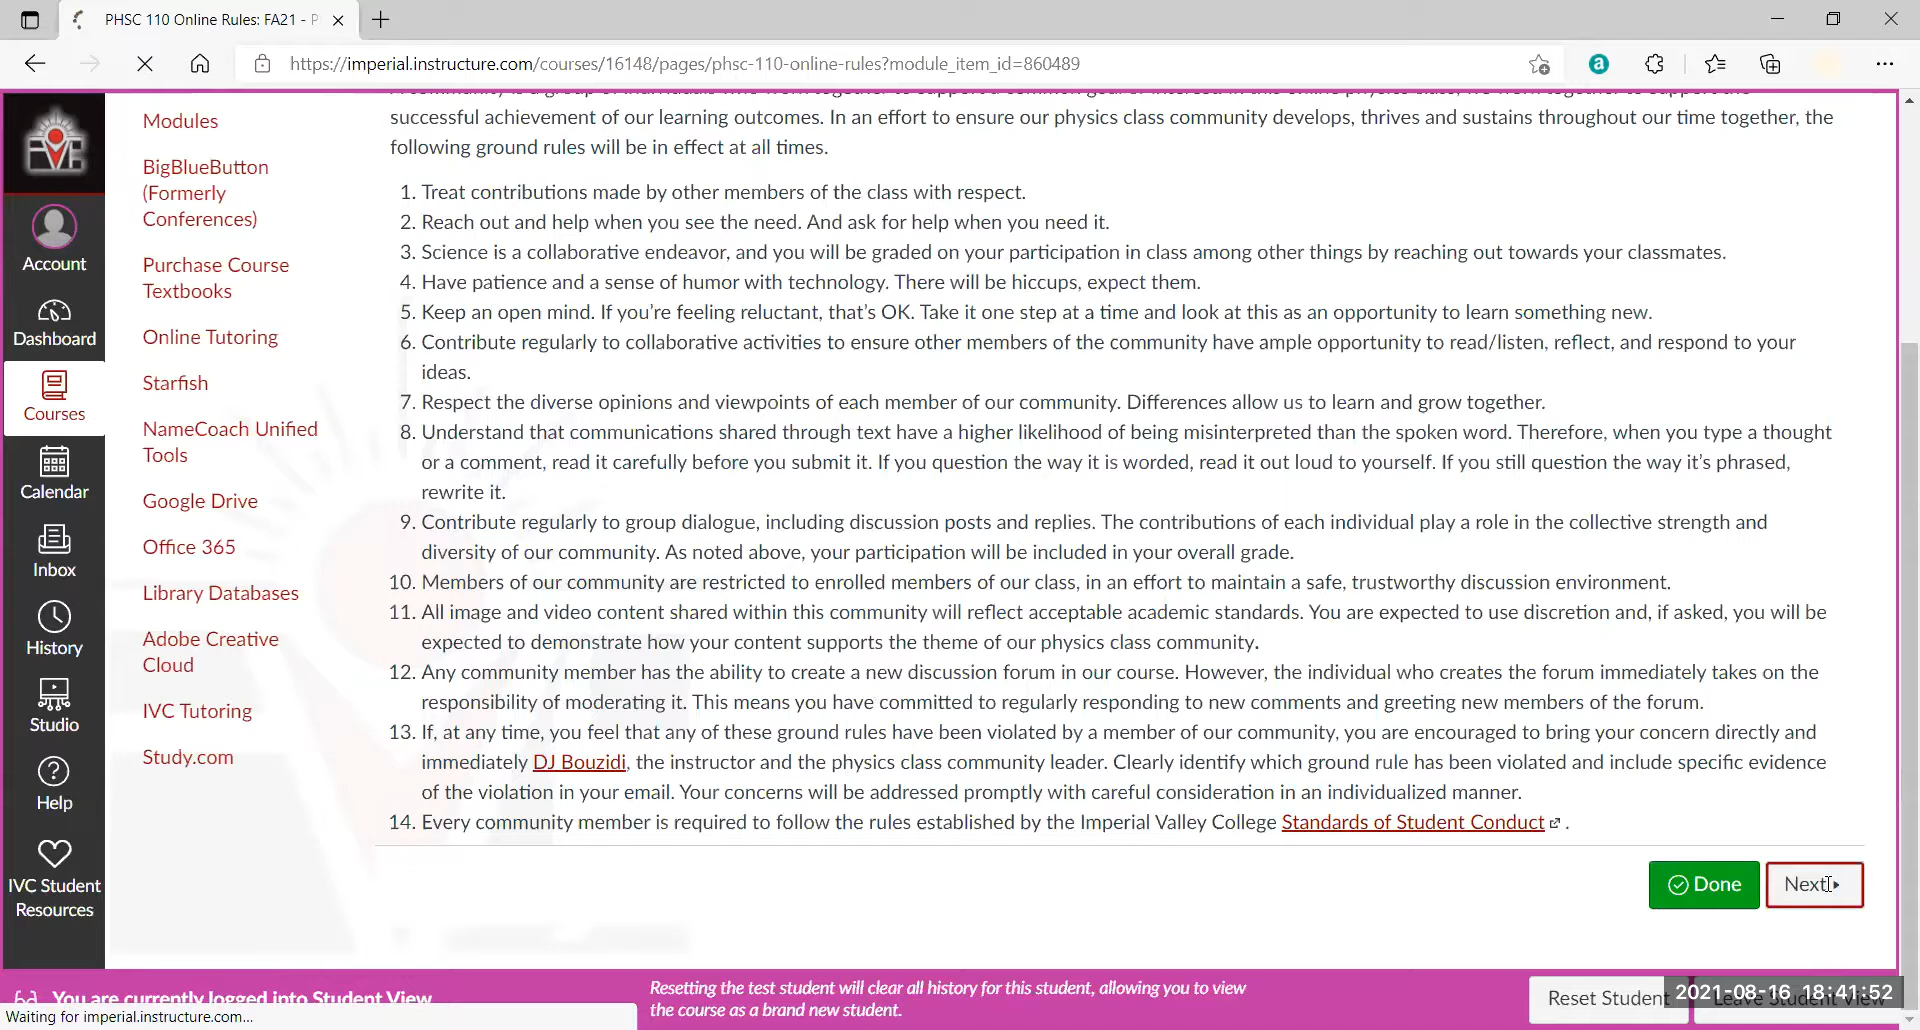 PHSC 110 Online Rules: FA21 - P
https://imperial.instructure.com/courses/16148/pages/phsc-110-online-rules?module_item_id=860489
Account
Dashboard
Courses
Calendar
Inbox
History
Studio
Help
IVC Student
Resources
Modules
BigBlueButton
(Formerly
Conferences)
Purchase Course
Textbooks
Online Tutoring
Starfish
NameCoach Unified
Tools
Google Drive
Office 365
Library Databases
Adobe Creative
Cloud
IVC Tutoring
Study.com
successful achievement of our learning outcomes. In an effort to ensure our physics class community develops, thrives and sustains throughout our time together, the
following ground rules will be in effect at all times.
1. Treat contributions made by other members of the class with respect.
2. Reach out and help when you see the need. And ask for help when you need it.
3. Science is a collaborative endeavor, and you will be graded on your participation in class among other things by reaching out towards your classmates.
4. Have patience and a sense of humor with technology. There will be hiccups, expect them.
5. Keep an open mind. If you're feeling reluctant, that's OK. Take it one step at a time and look at this as an opportunity to learn something new.
6. Contribute regularly to collaborative activities to ensure other members of the community have ample opportunity to read/listen, reflect, and respond to your
ideas.
7. Respect the diverse opinions and viewpoints of each member of our community. Differences allow us to learn and grow together.
8. Understand that communications shared through text have a higher likelihood of being misinterpreted than the spoken word. Therefore, when you type a thought
or a comment, read it carefully before you submit it. If you question the way it is worded, read it out loud to yourself. If you still question the way it's phrased,
rewrite it.
9. Contribute regularly to group dialogue, including discussion posts and replies. The contributions of each individual play a role in the collective strength and
diversity of our community. As noted above, your participation will be included in your overall grade.
10. Members of our community are restricted to enrolled members of our class, in an effort to maintain a safe, trustworthy discussion environment.
11. All image and video content shared within this community will reflect acceptable academic standards. You are expected to use discretion and, if asked, you will be
expected to demonstrate how your content supports the theme of our physics class community.
12. Any community member has the ability to create a new discussion forum in our course. However, the individual who creates the forum immediately takes on the
responsibility of moderating it. This means you have committed to regularly responding to new comments and greeting new members of the forum.
13. If, at any time, you feel that any of these ground rules have been violated by a member of our community, you are encouraged to bring your concern directly and
immediately DJ Bouzidi, the instructor and the physics class community leader. Clearly identify which ground rule has been violated and include specific evidence
of the violation in your email. Your concerns will be addressed promptly with careful consideration in an individualized manner.
14. Every community member is required to follow the rules established by the Imperial Valley College Standards of Student Conduct .
Done
Next
You are currently logged into Student View
Resetting the test student will clear all history for this student, allowing you to view
the course as a brand new student.
Reset Student
Leave Student View
2021-08-16 18:41:52
Waiting for imperial.instructure.com...